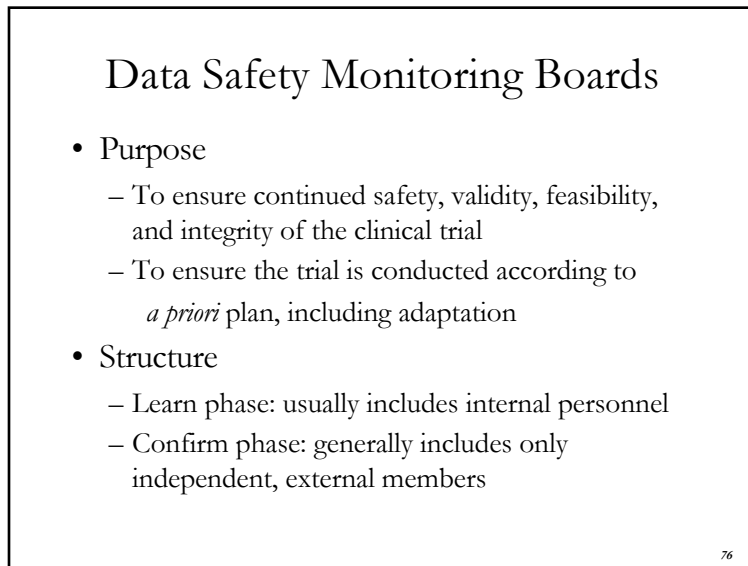 Data Safety Monitoring Boards
• Purpose
– To ensure continued safety, validity, feasibility,
and integrity of the clinical trial
– To ensure the trial is conducted according to
a priori plan, including adaptation
• Structure
– Learn phase: usually includes internal personnel
– Confirm phase: generally includes only
independent, external members
76